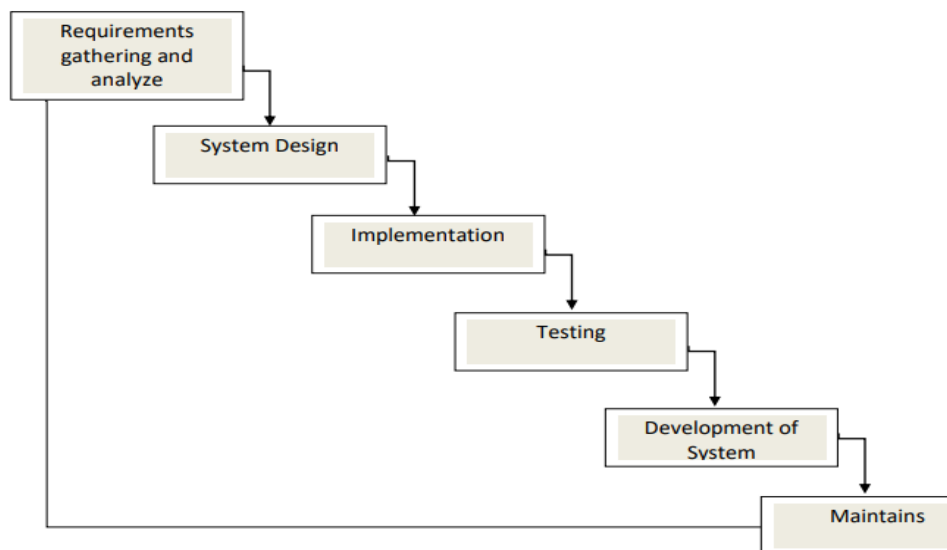 Requirements
gathering and
analyze
System Design
Implementation
Testing
Development of
System
Maintains